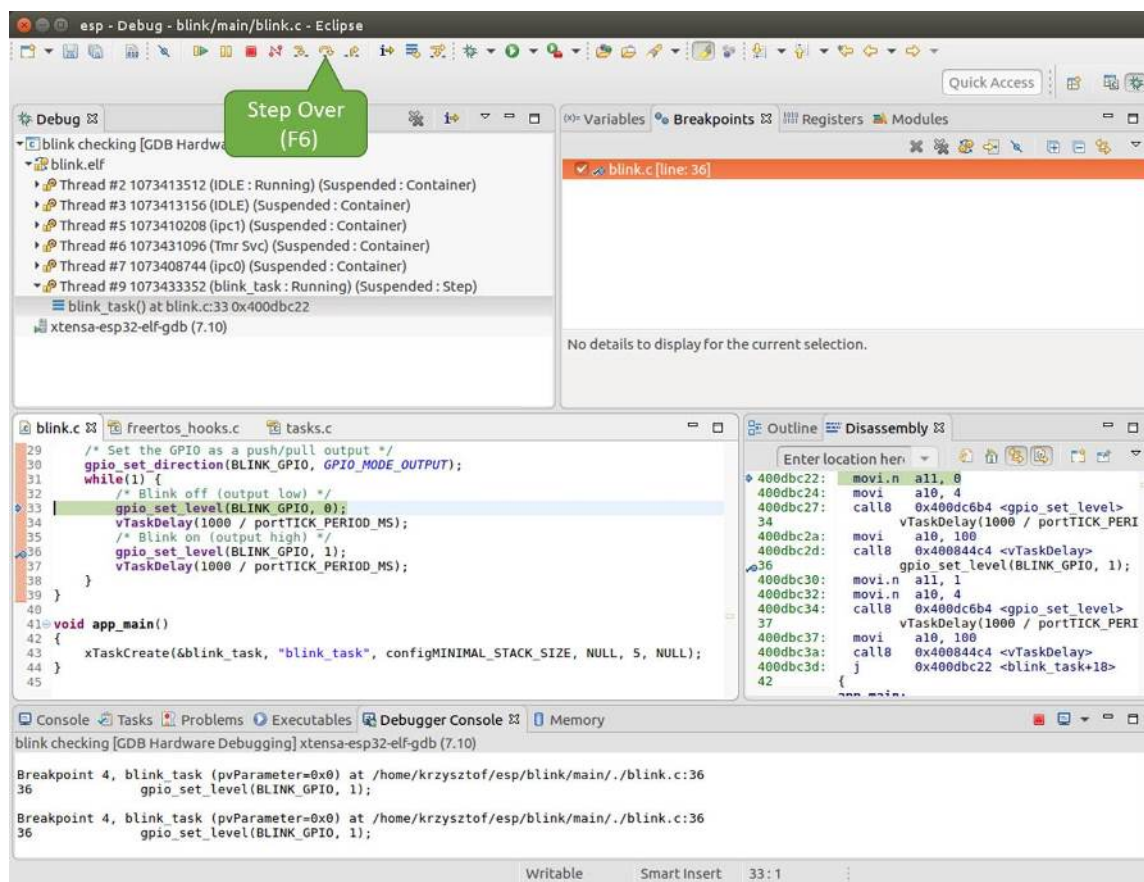 esp - Debug - blink/main/blink.c - Eclipse
Quick Access
Step Over
(F6)
Debug
blink checking [GDB Hardwa
blink.elf
Thread #2 1073413512 (IDLE : Running) (Suspended : Container)
Thread #3 1073413156 (IDLE) (Suspended : Container)
Thread #5 1073410208 (ipc1) (Suspended : Container)
Thread #6 1073431096 (Tmr Svc) (Suspended : Container)
Thread #7 1073408744 (ipc0) (Suspended : Container)
Thread #9 1073433352 (blink_task : Running) (Suspended : Step)
blink_task() at blink.c:33 0x400dbc22
xtensa-esp32-elf-gdb (7.10)
(x)= Variables Breakpoints Registers Modules
blink.c [line: 36]
No details to display for the current selection.
blink.c freertos_hooks.c tasks.c
29 /* Set the GPIO as a push/pull output */
30 gpio_set_direction(BLINK_GPIO, GPIO_MODE_OUTPUT);
31 while(1) {
32 /* Blink off (output low) */
33 gpio_set_level(BLINK_GPIO, 0);
34 vTaskDelay(1000 / portTICK_PERIOD_MS);
35 /* Blink on (output high) */
36 gpio_set_level(BLINK_GPIO, 1);
37 vTaskDelay(1000 / portTICK_PERIOD_MS);
38 }
39 }
40
41 void app_main()
42 {
43 xTaskCreate(&blink_task, "blink_task", configMINIMAL_STACK_SIZE, NULL, 5, NULL);
44 }
45
Outline Disassembly
Enter location her
400dbc22: movi.n a11, 0
400dbc24: movi a10, 4
400dbc27: call8 0x400dc6b4 <gpio_set_level>
34 vTaskDelay(1000 / portTICK_PERI
400dbc2a: movi a10, 100
400dbc2d: call8 0x400844c4 <vTaskDelay>
36 gpio_set_level(BLINK_GPIO, 1);
400dbc30: movi.n a11, 1
400dbc32: movi.n a10, 4
400dbc34: call8 0x400dc6b4 <gpio_set_level>
37 vTaskDelay(1000 / portTICK_PERI
400dbc37: movi a10, 100
400dbc3a: call8 0x400844c4 <vTaskDelay>
400dbc3d: j 0x400dbc22 <blink_task+18>
42 {
app_main:
Console Tasks Problems Executables Debugger Console Memory
blink checking [GDB Hardware Debugging] xtensa-esp32-elf-gdb (7.10)
Breakpoint 4, blink_task (pvParameter=0x0) at /home/krzysztof/esp/blink/main/./blink.c:36
36 gpio_set_level(BLINK_GPIO, 1);
Breakpoint 4, blink_task (pvParameter=0x0) at /home/krzysztof/esp/blink/main/./blink.c:36
36 gpio_set_level(BLINK_GPIO, 1);
Writable Smart Insert 33 : 1